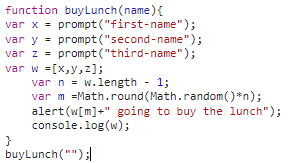 function buyLunch(name){
var x = prompt("first-name");
var y = prompt("second-name");
var z = prompt("third-name");
var w =[x,y,z];
    var n = w.length - 1;
    var m =Math.round(Math.random()*n);
    alert(w[m]+" going to buy the lunch");
    console.log(w);
}
buyLunch("");